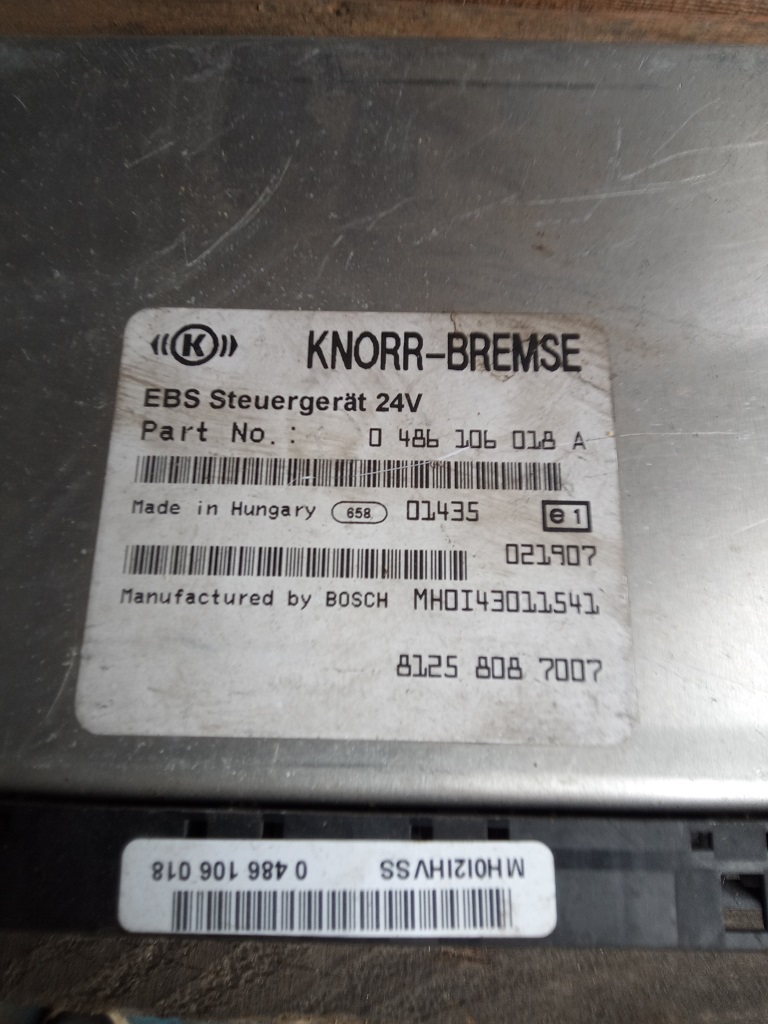 K
KNORR-BREMSE
EBS Steuergerät 24V
Part No.: 0 486 106 018 A
Made in Hungary 658 01435 e1
021907
Manufactured by BOSCH MH0I43011541
8125 808 7007
MH0I2IHVSS 0 486 106 018